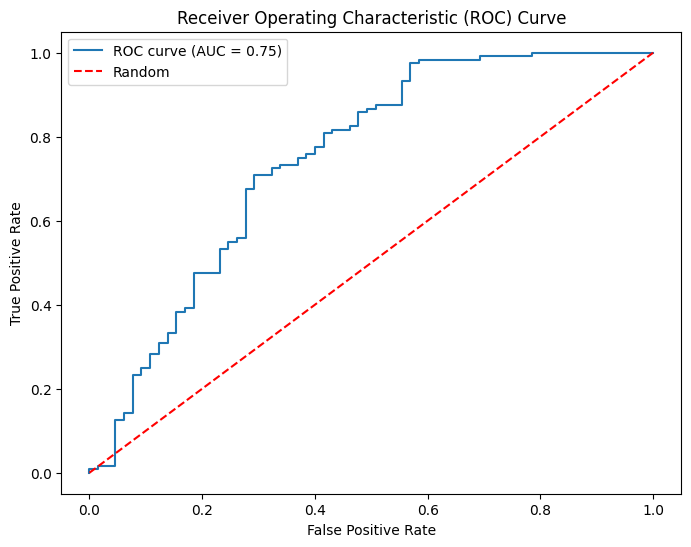 Receiver Operating Characteristic (ROC) Curve
ROC curve (AUC = 0.75)
Random
True Positive Rate
1.0
0.8
0.6
0.4
0.2
0.0
0.0 0.2 0.4 0.6 0.8 1.0
False Positive Rate